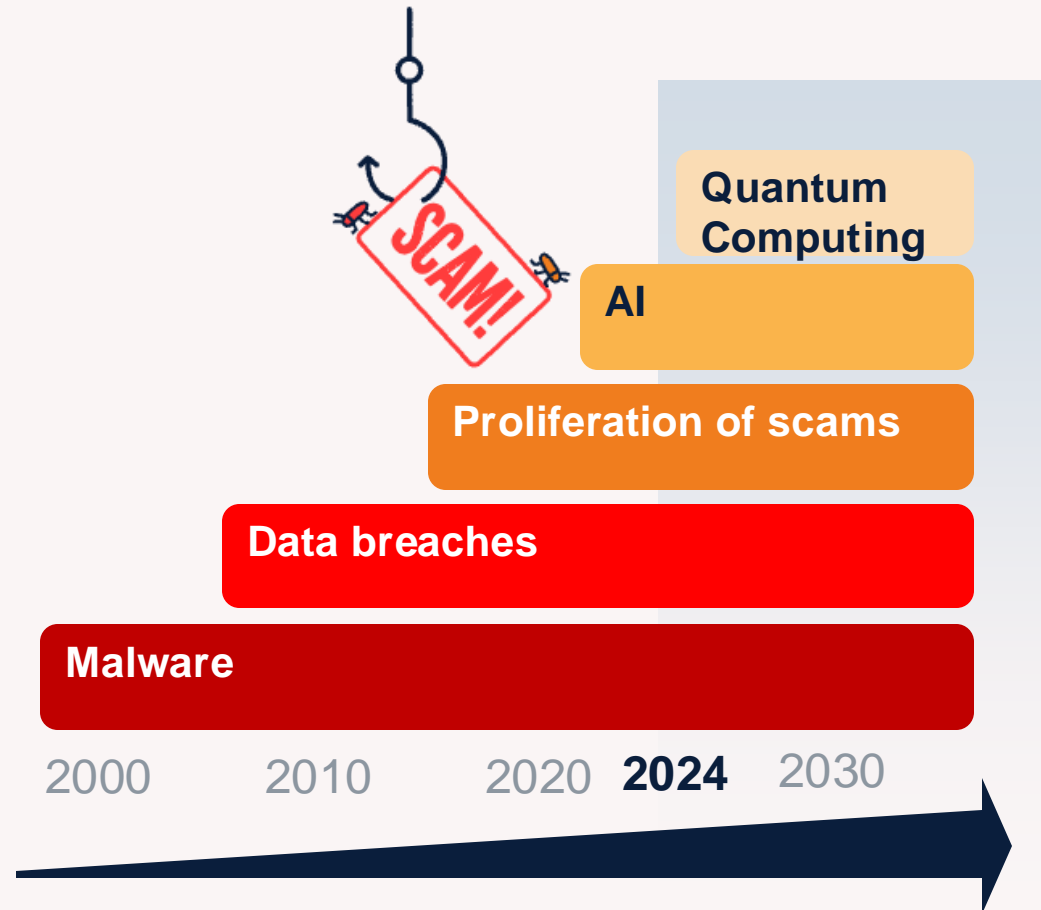 SCAM!
Quantum
Computing
AI
Proliferation of scams
Data breaches
Malware
2000 2010 2020 2024 2030